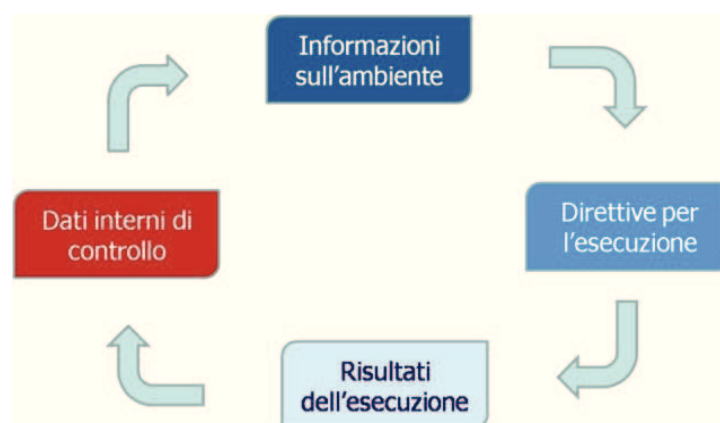 Informazioni
sull'ambiente
Dati interni di
controllo
Direttive per
l'esecuzione
Risultati
dell'esecuzione